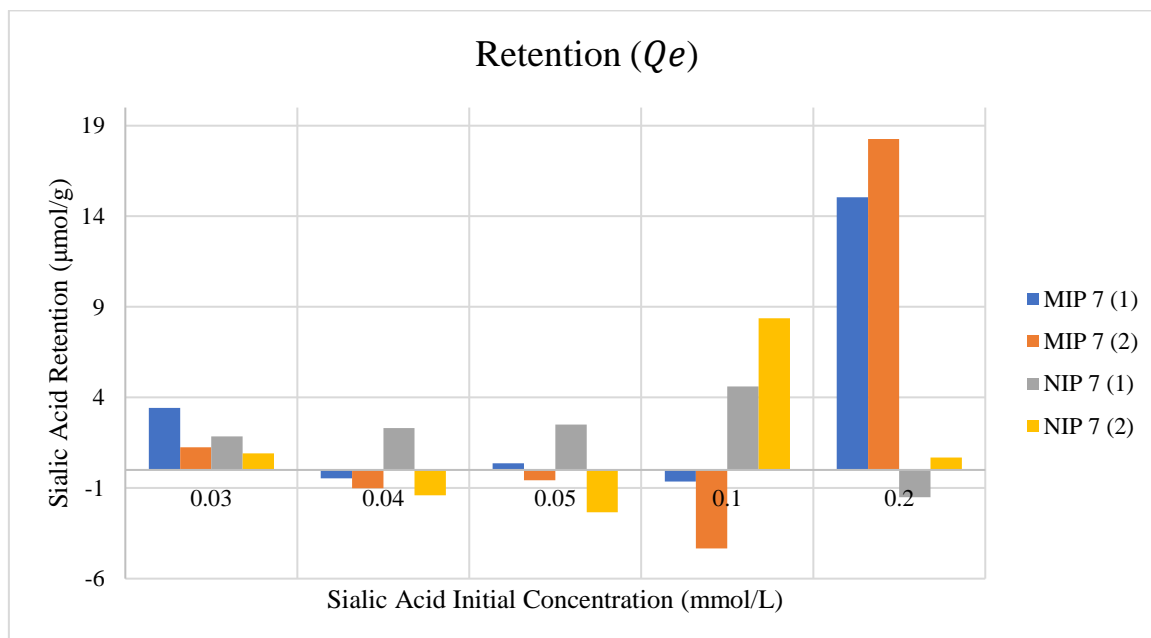 Retention (Qe)
Sialic Acid Retention (µmol/g)
19
14
9
4
-1
-6
0.03 0.04 0.05 0.1 0.2
Sialic Acid Initial Concentration (mmol/L)
MIP 7 (1)
MIP 7 (2)
NIP 7 (1)
NIP 7 (2)